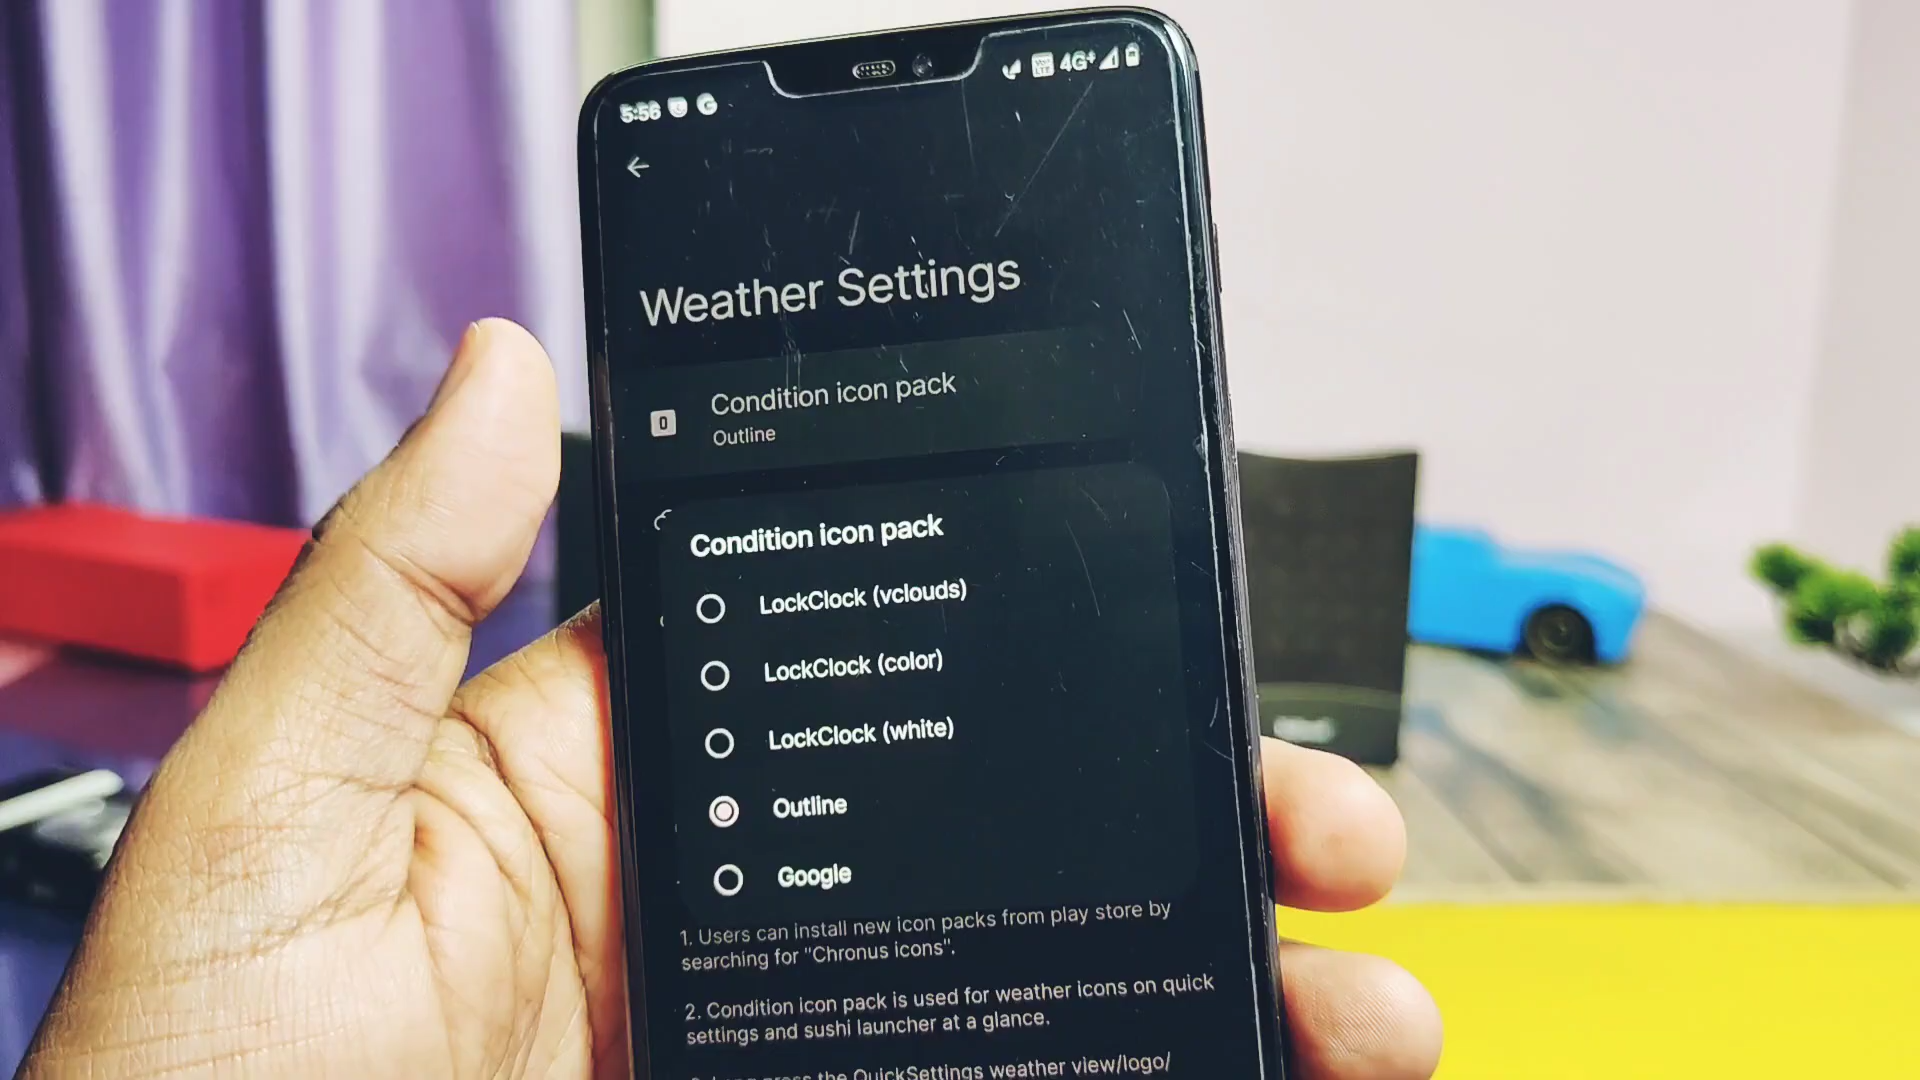 5:56 4G+
Weather Settings
Condition icon pack
Outline
Condition icon pack
LockClock (vclouds)
LockClock (color)
LockClock (white)
Outline
Google
1. Users can install new icon packs from play store by
searching for "Chronus icons".
2. Condition icon pack is used for weather icons on quick
settings and sushi launcher at a glance.
press the QuickSettings weather view/logo/